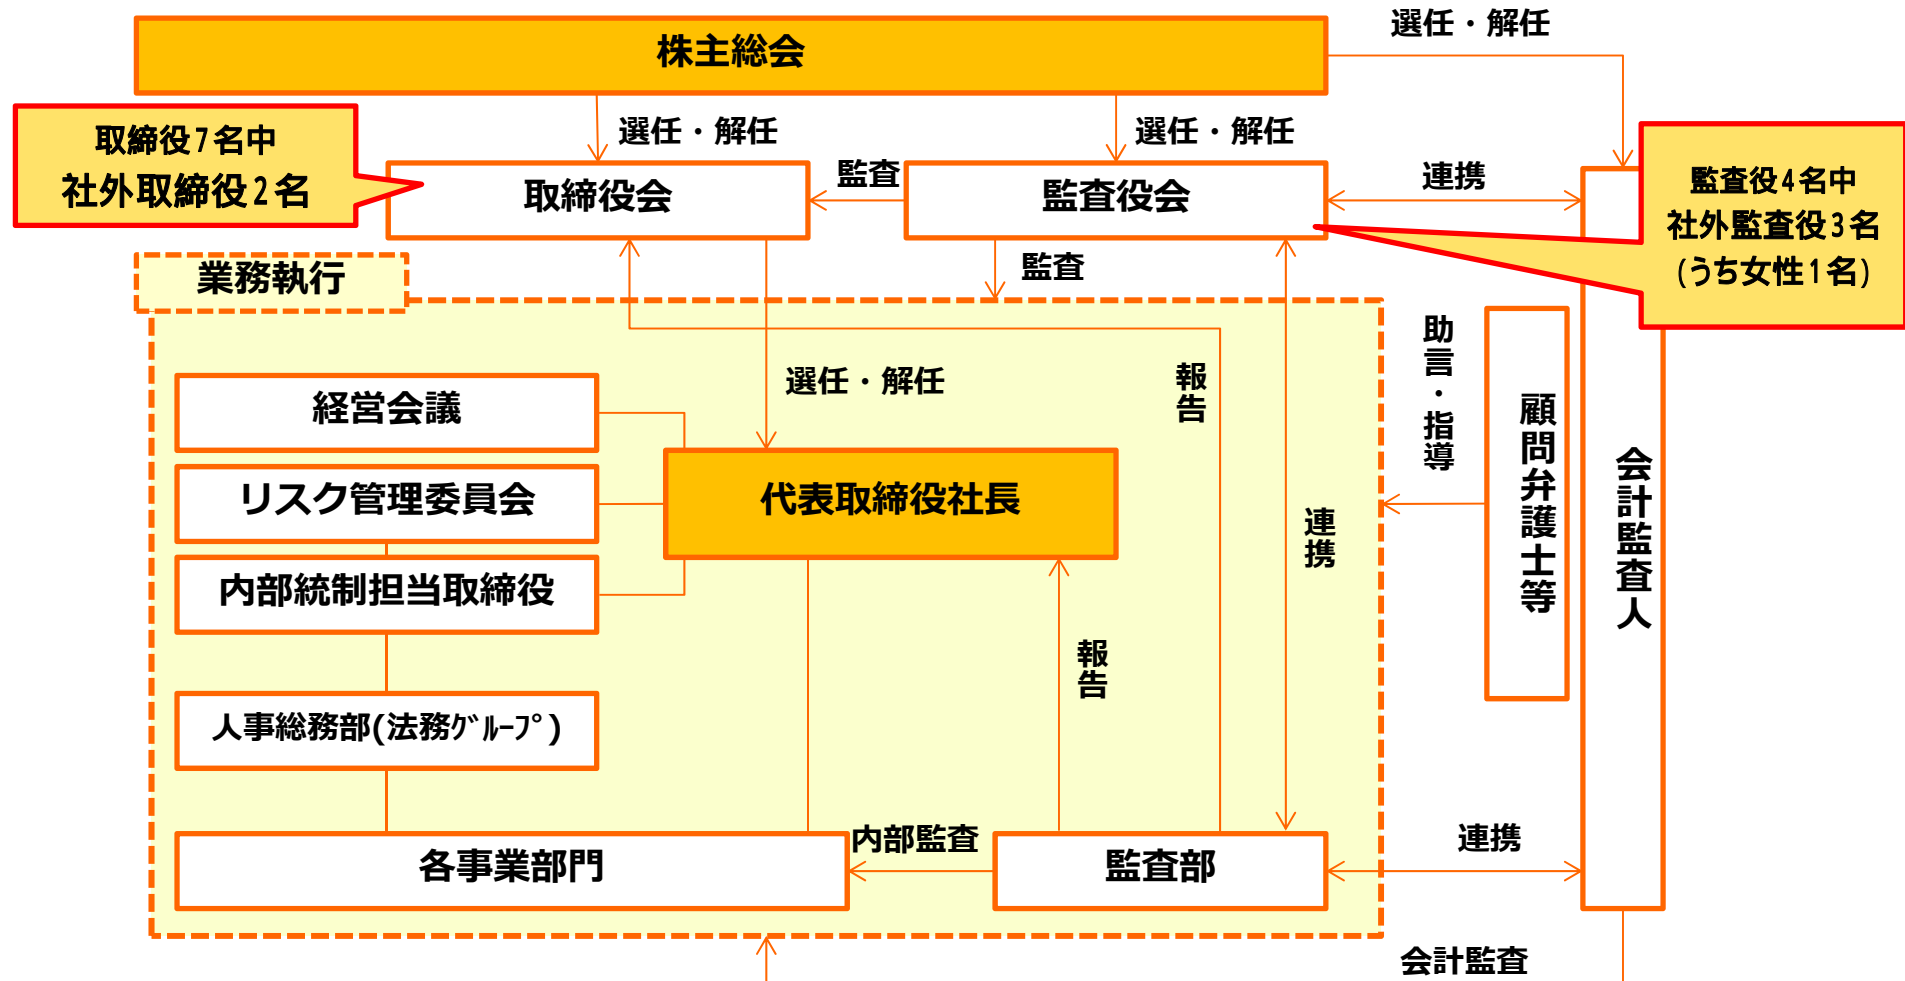 選任・解任
株主総会
取締役7名中
社外取締役2名
選任・解任
選任・解任
取締役会
監査
監査役会
連携
監査役4名中
社外監査役3名
(うち女性1名)
業務執行
監査
選任・解任
報告
助言・指導
経営会議
リスク管理委員会
代表取締役社長
連携
顧問弁護士等
会計監査人
内部統制担当取締役
報告
人事総務部(法務ｸﾞﾙｰﾌﾟ)
各事業部門
内部監査
監査部
連携
会計監査